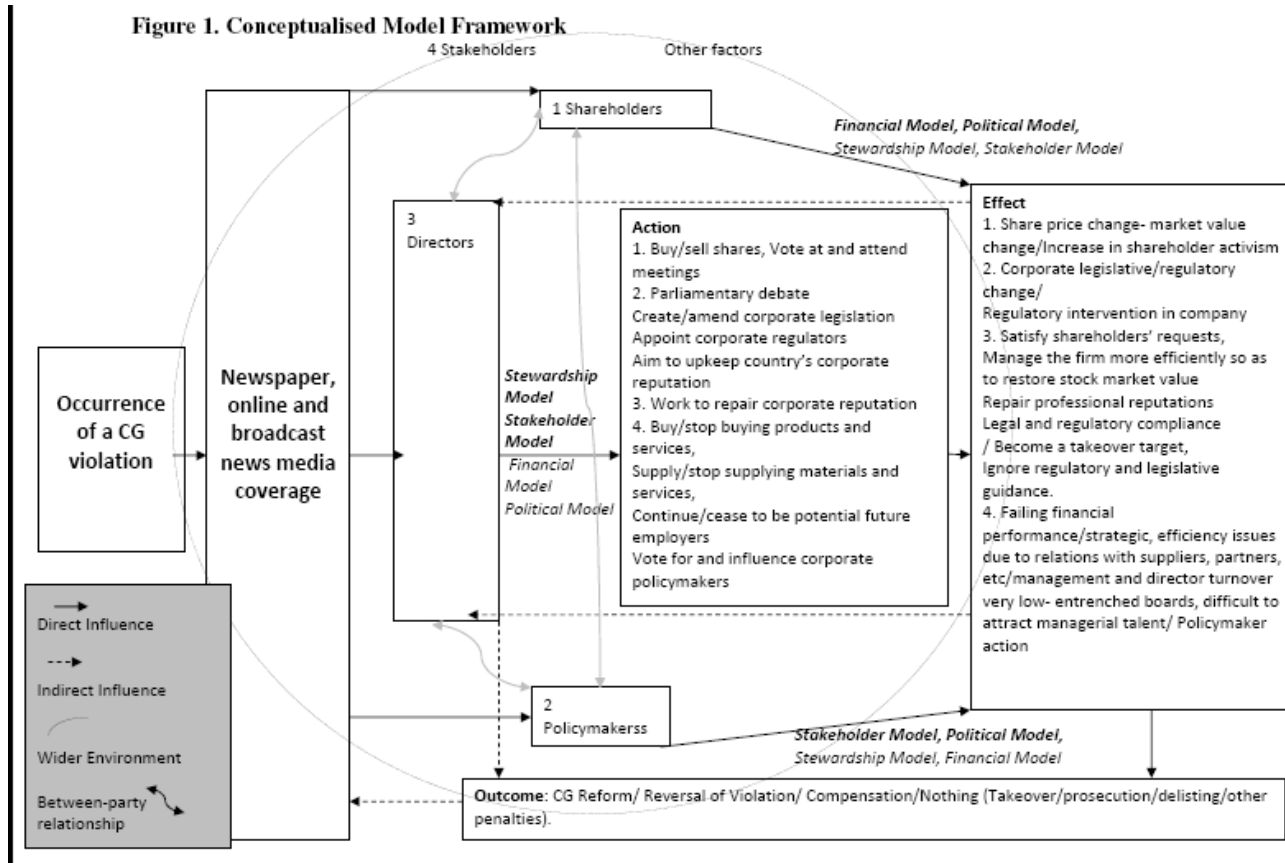 Figure 1. Conceptualised Model Framework
4 Stakeholders
Other factors
1 Shareholders
Financial Model, Political Model,
Stewardship Model, Stakeholder Model
3
Directors
Occurrence
of a CG
violation
Newspaper,
online and
broadcast
news media
coverage
Stewardship
Model
Stakeholder
Model
Financial
Model
Political Model
Action
1. Buy/sell shares, Vote at and attend
meetings
2. Parliamentary debate
Create/amend corporate legislation
Appoint corporate regulators
Aim to upkeep country's corporate
reputation
3. Work to repair corporate reputation
4. Buy/stop buying products and
services,
Supply/stop supplying materials and
services,
Continue/cease to be potential future
employers
Vote for and influence corporate
policymakers
Effect
1. Share price change- market value
change/Increase in shareholder activism
2. Corporate legislative/regulatory
change/
Regulatory intervention in company
3. Satisfy shareholders' requests,
Manage the firm more efficiently so as
to restore stock market value
Repair professional reputations
Legal and regulatory compliance
/ Become a takeover target,
Ignore regulatory and legislative
guidance.
4. Failing financial
performance/strategic, efficiency issues
due to relations with suppliers, partners,
etc/management and director turnover
very low- entrenched boards, difficult to
attract managerial talent/ Policymaker
action
2
Policymakerss
Stakeholder Model, Political Model,
Stewardship Model, Financial Model
Outcome: CG Reform/ Reversal of Violation/ Compensation/Nothing (Takeover/prosecution/delisting/other
penalties).
Direct Influence
Indirect Influence
Wider Environment
Between-party
relationship